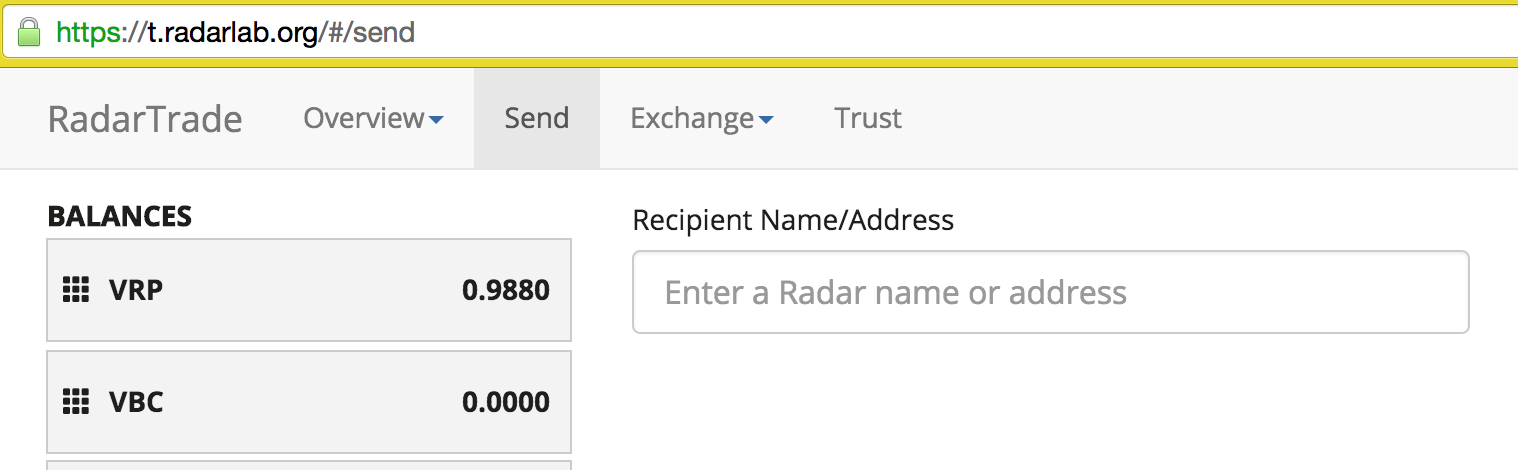 https://t.radarlab.org/#/send
RadarTrade Overview Send Exchange Trust
BALANCES
VRP 0.9880
VBC 0.0000
Recipient Name/Address
Enter a Radar name or address